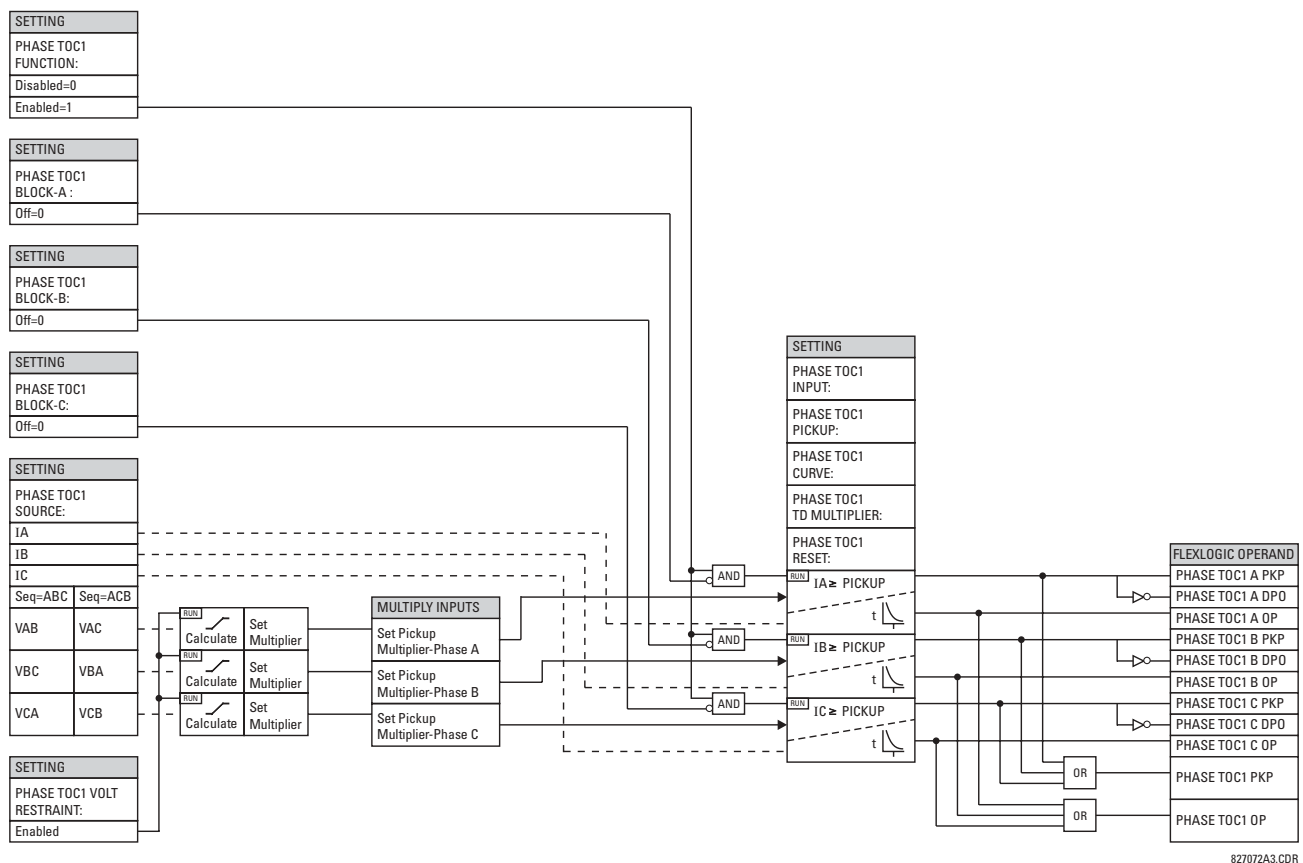 SETTING
PHASE TOC1
FUNCTION:
Disabled=0
Enabled=1
SETTING
PHASE TOC1
BLOCK-A :
Off=0
SETTING
PHASE TOC1
BLOCK-B:
Off=0
SETTING
PHASE TOC1
BLOCK-C:
Off=0
SETTING
PHASE TOC1
SOURCE:
IA
IB
IC
Seq=ABC Seq=ACB
VAB VAC
VBC VBA
VCA VCB
SETTING
PHASE TOC1 VOLT
RESTRAINT:
Enabled
RUN
Calculate
Set
Multiplier
RUN
Calculate
Set
Multiplier
RUN
Calculate
Set
Multiplier
MULTIPLY INPUTS
Set Pickup
Multiplier-Phase A
Set Pickup
Multiplier-Phase B
Set Pickup
Multiplier-Phase C
AND
AND
AND
SETTING
PHASE TOC1
INPUT:
PHASE TOC1
PICKUP:
PHASE TOC1
CURVE:
PHASE TOC1
TD MULTIPLIER:
PHASE TOC1
RESET:
RUN IA≥ PICKUP
t
RUN IB≥ PICKUP
t
RUN IC≥ PICKUP
t
OR
OR
FLEXLOGIC OPERAND
PHASE TOC1 A PKP
PHASE TOC1 A DPO
PHASE TOC1 A OP
PHASE TOC1 B PKP
PHASE TOC1 B DPO
PHASE TOC1 B OP
PHASE TOC1 C PKP
PHASE TOC1 C DPO
PHASE TOC1 C OP
PHASE TOC1 PKP
PHASE TOC1 OP
827072A3.CDR